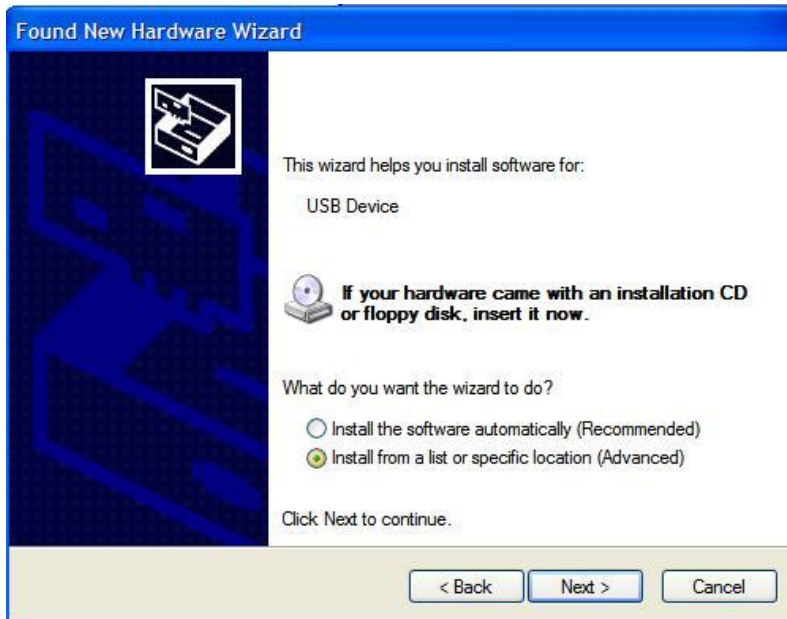 Found New Hardware Wizard
This wizard helps you install software for:
USB Device
If your hardware came with an installation CD
or floppy disk, insert it now.
What do you want the wizard to do?
Install the software automatically (Recommended)
Install from a list or specific location (Advanced)
Click Next to continue.
< Back Next > Cancel